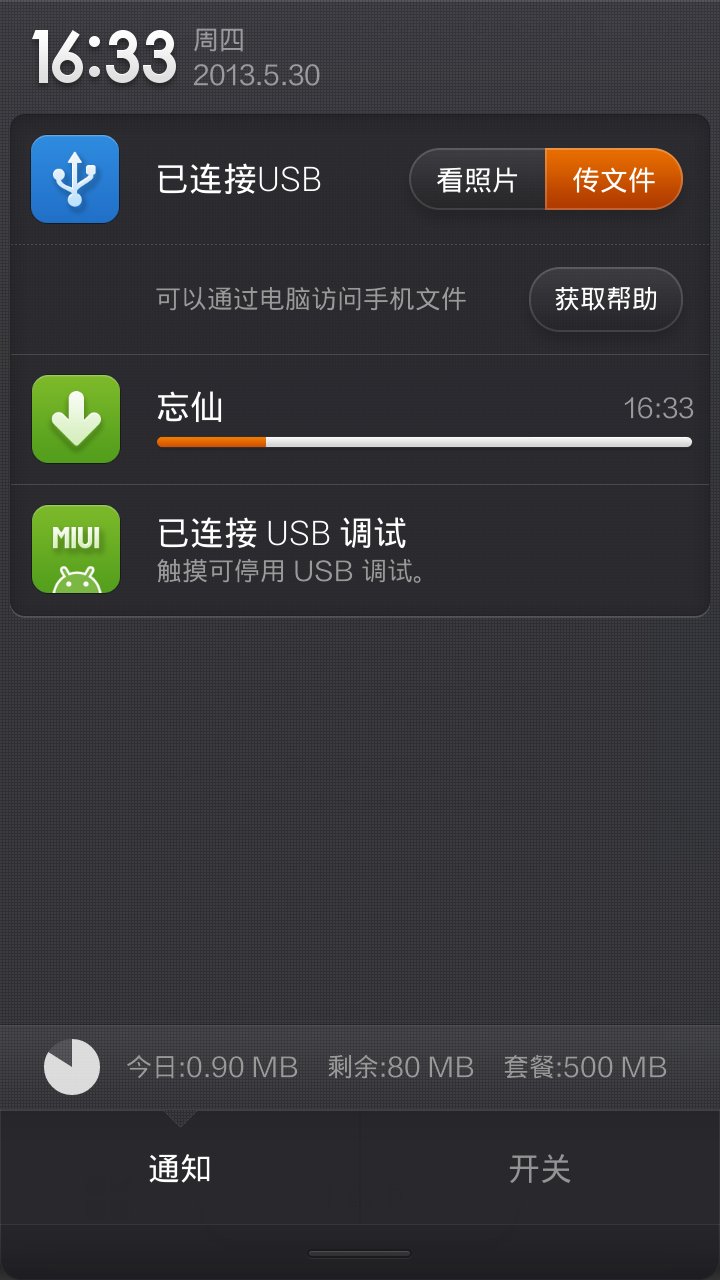 16:33 周四
2013.5.30
已连接USB 看照片 传文件
可以通过电脑访问手机文件 获取帮助
忘仙 16:33
MIUI 已连接 USB 调试
触摸可停用 USB 调试。
今日:0.90 MB 剩余:80 MB 套餐:500 MB
通知 开关